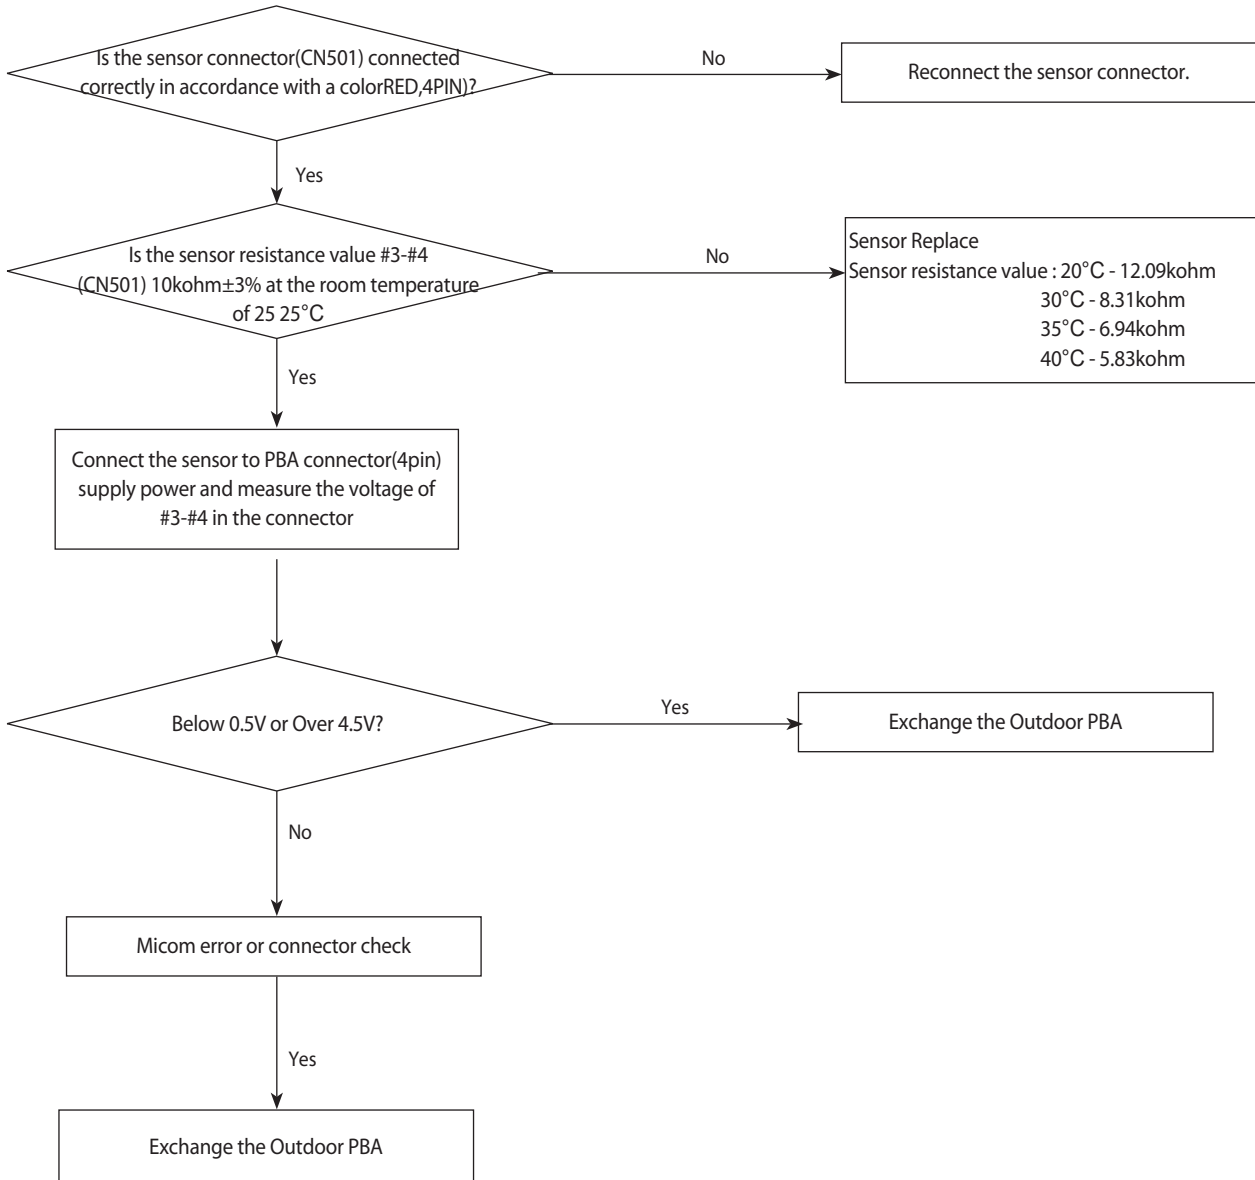 Is the sensor connector(CN501) connected
correctly in accordance with a colorRED,4PIN)?
No
Reconnect the sensor connector.
Yes
Is the sensor resistance value #3-#4
(CN501) 10kohm±3% at the room temperature
of 25 25°C
No
Sensor Replace
Sensor resistance value : 20°C - 12.09kohm
30°C - 8.31kohm
35°C - 6.94kohm
40°C - 5.83kohm
Yes
Connect the sensor to PBA connector(4pin)
supply power and measure the voltage of
#3-#4 in the connector
Below 0.5V or Over 4.5V?
Yes
Exchange the Outdoor PBA
No
Micom error or connector check
Yes
Exchange the Outdoor PBA